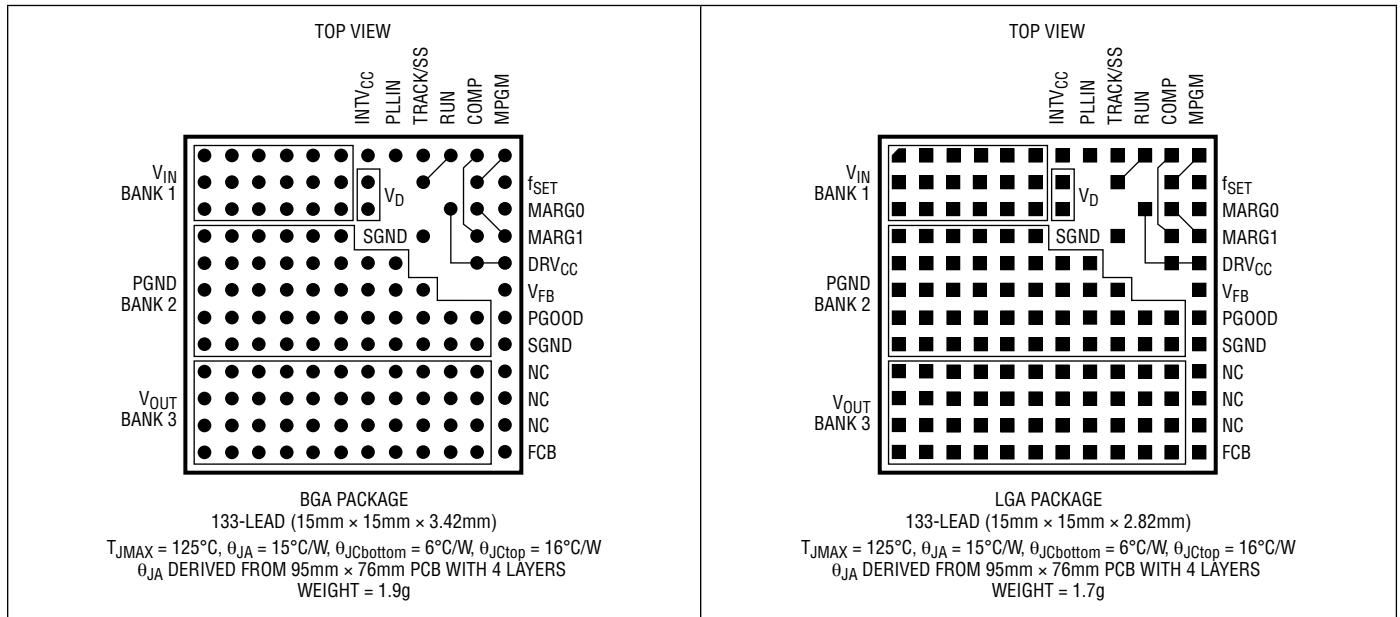 TOP VIEW
INTVCC
PLLIN
TRACK/SS
RUN
COMP
MPGM
VIN
BANK 1
VD
fSET
MARG0
SGND
MARG1
DRVCC
PGND
BANK 2
VFB
PGOOD
SGND
NC
VOUT
BANK 3
NC
NC
FCB
BGA PACKAGE
133-LEAD (15mm × 15mm × 3.42mm)
TJMAX = 125°C, θJA = 15°C/W, θJCbottom = 6°C/W, θJCtop = 16°C/W
θJA DERIVED FROM 95mm × 76mm PCB WITH 4 LAYERS
WEIGHT = 1.9g
TOP VIEW
INTVCC
PLLIN
TRACK/SS
RUN
COMP
MPGM
VIN
BANK 1
VD
fSET
MARG0
SGND
MARG1
DRVCC
PGND
BANK 2
VFB
PGOOD
SGND
NC
VOUT
BANK 3
NC
NC
FCB
LGA PACKAGE
133-LEAD (15mm × 15mm × 2.82mm)
TJMAX = 125°C, θJA = 15°C/W, θJCbottom = 6°C/W, θJCtop = 16°C/W
θJA DERIVED FROM 95mm × 76mm PCB WITH 4 LAYERS
WEIGHT = 1.7g